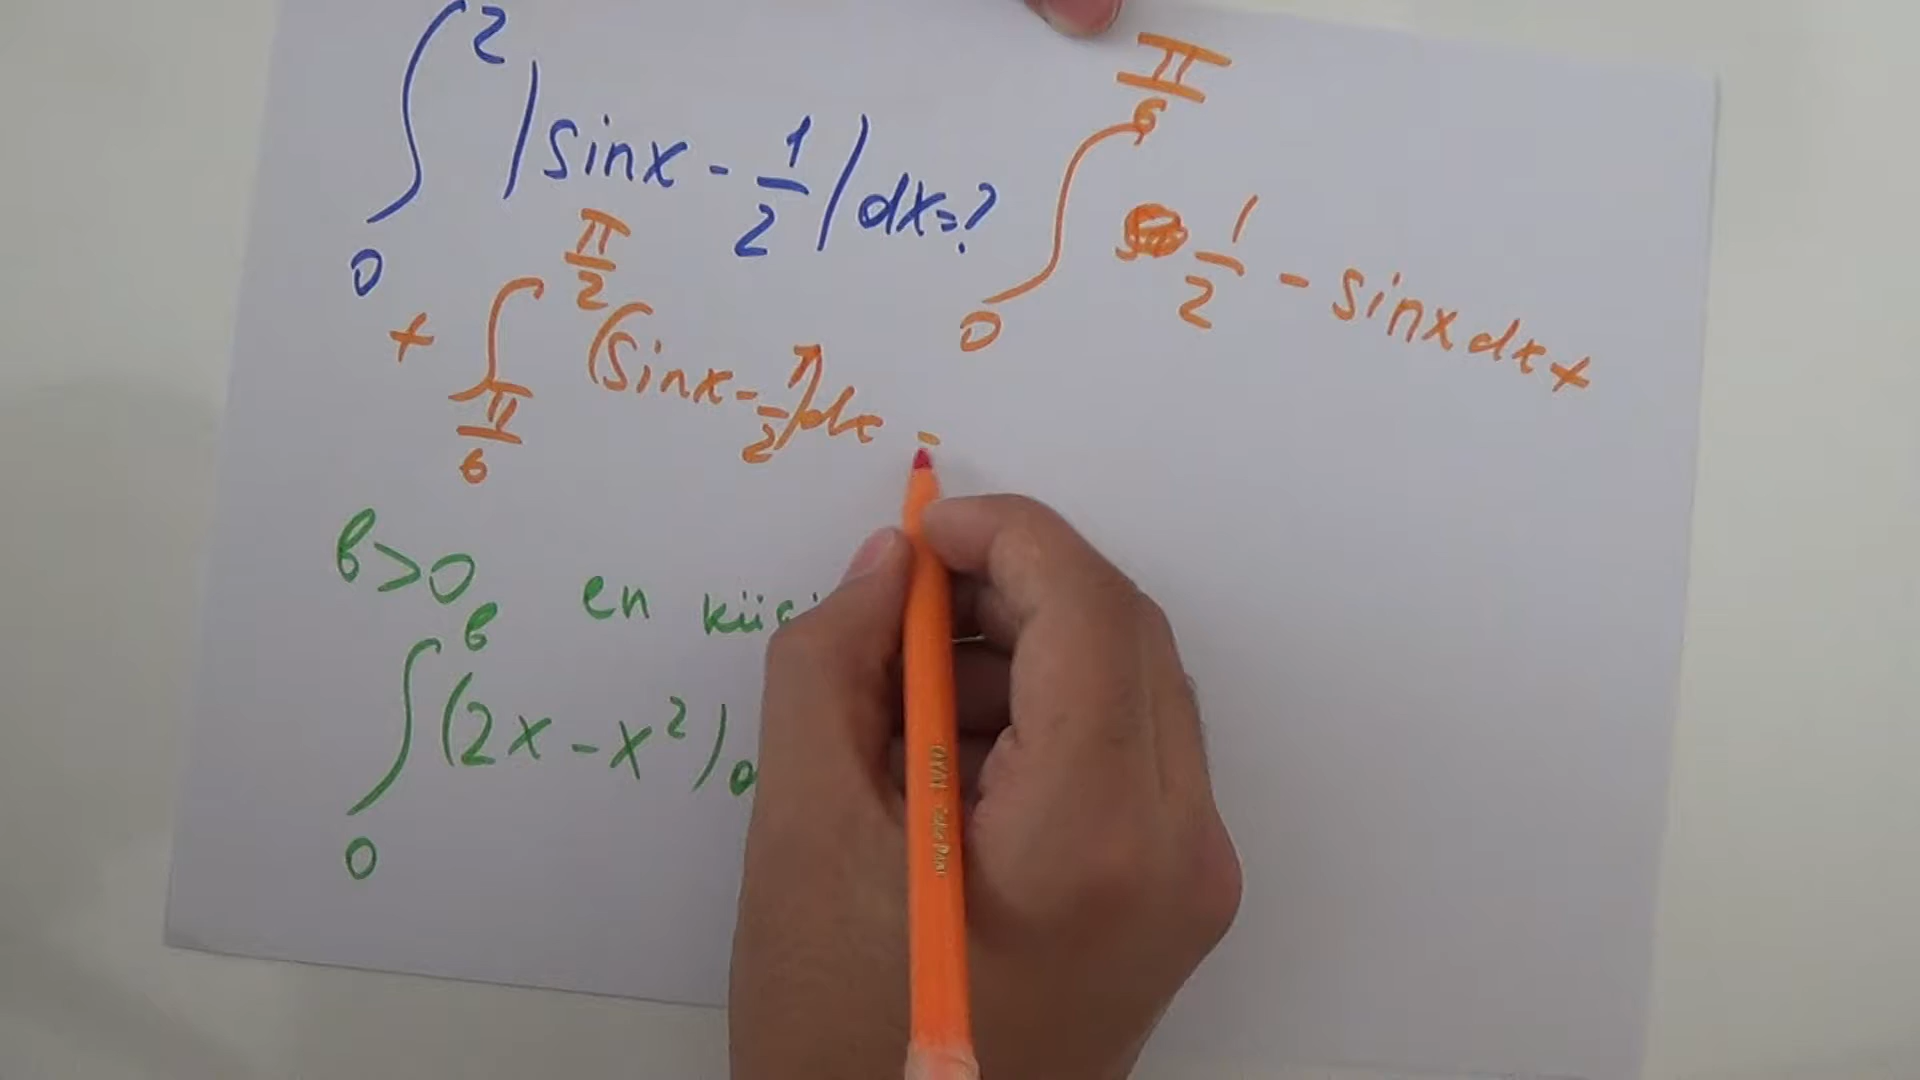 ∫₀² |sinx - 1/2| dx=?
∫₀^(π/6) 1/2 - sinx dx +
+ ∫_(π/6)^(π/2) (sinx - 1/2) dx =
b>0 en
∫₀^b (2x - x²)